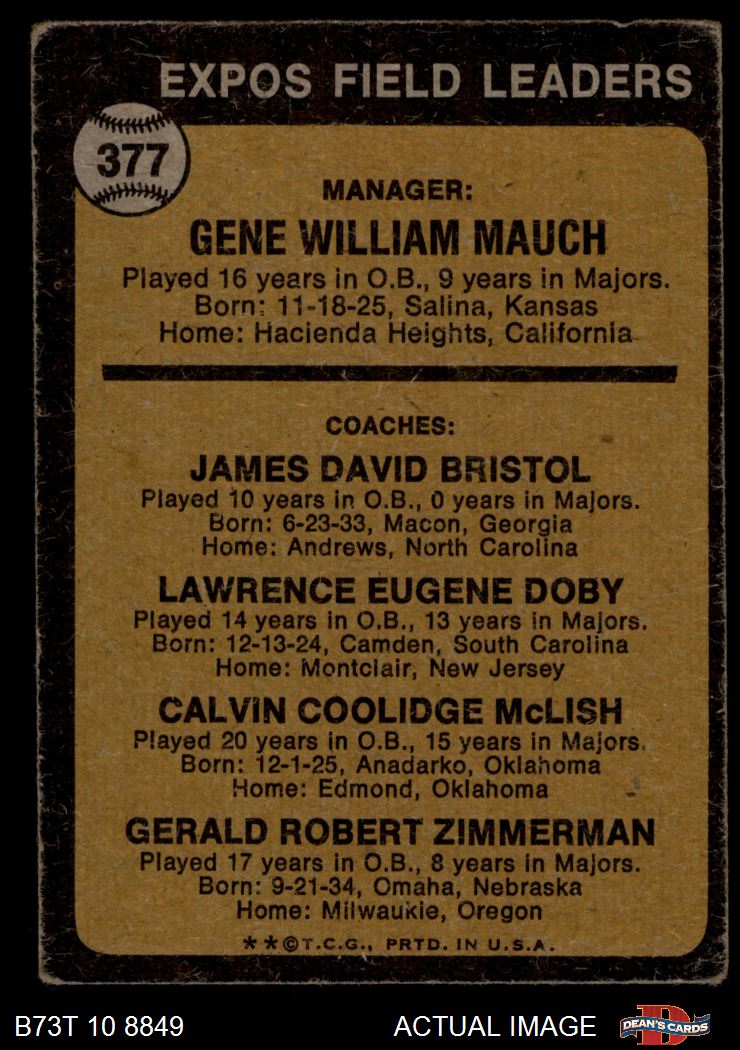 EXPOS FIELD LEADERS
377
MANAGER:
GENE WILLIAM MAUCH
Played 16 years in O.B., 9 years in Majors.
Born: 11-18-25, Salina, Kansas
Home: Hacienda Heights, California
COACHES:
JAMES DAVID BRISTOL
Played 10 years in O.B., 0 years in Majors.
Born: 6-23-33, Macon, Georgia
Home: Andrews, North Carolina
LAWRENCE EUGENE DOBY
Played 14 years in O.B., 13 years in Majors.
Born: 12-13-24, Camden, South Carolina
Home: Montclair, New Jersey
CALVIN COOLIDGE McLISH
Played 20 years in O.B., 15 years in Majors.
Born: 12-1-25, Anadarko, Oklahoma
Home: Edmond, Oklahoma
GERALD ROBERT ZIMMERMAN
Played 17 years in O.B., 8 years in Majors.
Born: 9-21-34, Omaha, Nebraska
Home: Milwaukie, Oregon
**©T.C.G., PRTD. IN U.S.A.
B73T 10 8849
ACTUAL IMAGE
D
DEAN'S CARDS